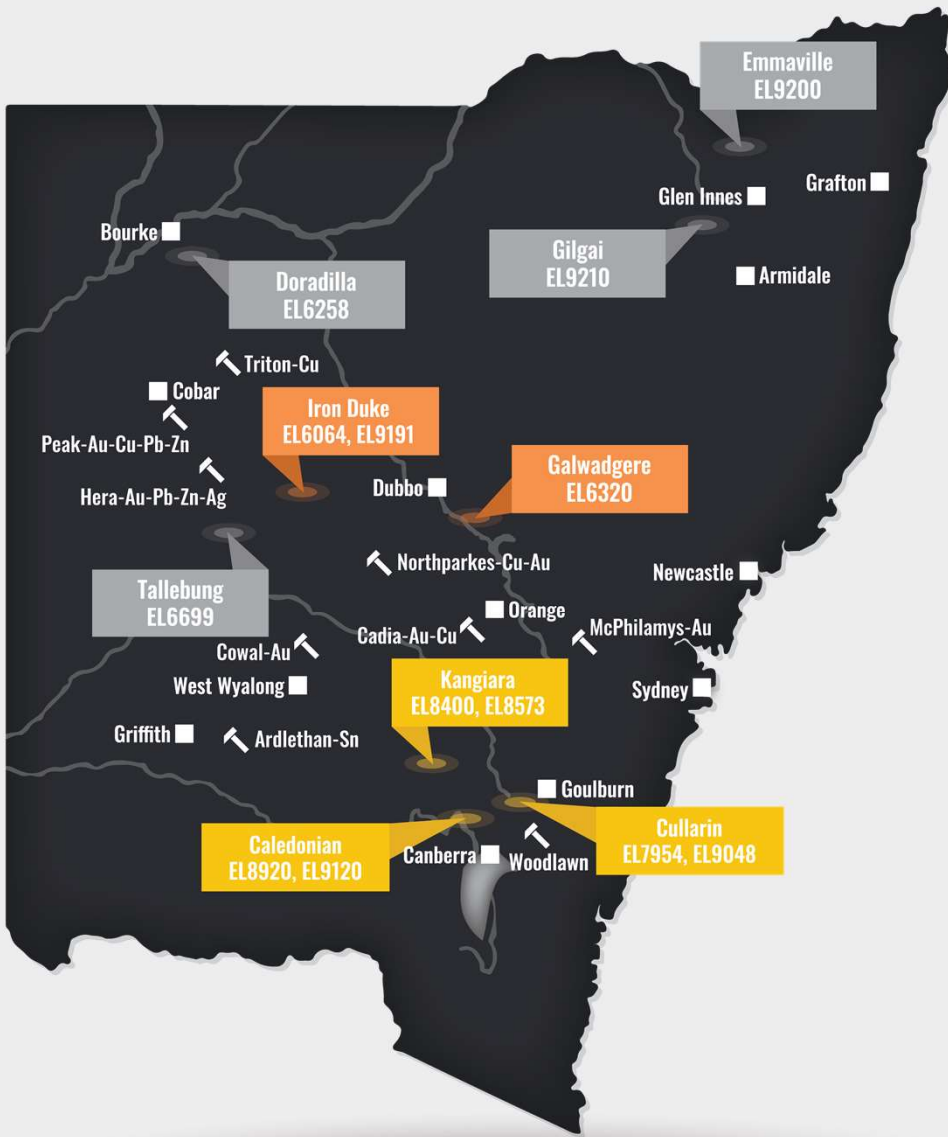 Emmaville
EL9200
Grafton
Glen Innes
Bourke
Gilgai
EL9210
Doradilla
EL6258
Armidale
Triton-Cu
Cobar
Iron Duke
EL6064, EL9191
Peak-Au-Cu-Pb-Zn
Galwadgere
EL6320
Dubbo
Hera-Au-Pb-Zn-Ag
Northparkes-Cu-Au
Newcastle
Tallebung
EL6699
Orange
McPhilamys-Au
Cadia-Au-Cu
Cowal-Au
Kangiara
EL8400, EL8573
West Wyalong
Sydney
Griffith
Ardlethan-Sn
Goulburn
Cullarin
EL7954, EL9048
Caledonian
EL8920, EL9120
Canberra
Woodlawn